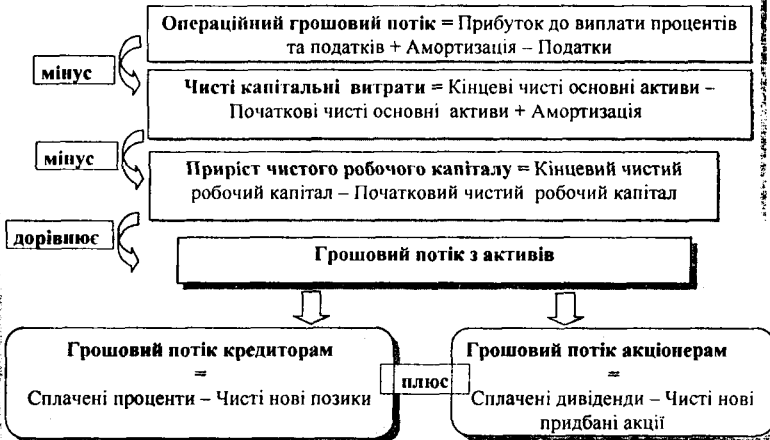 Операційний грошовий потік = Прибуток до виплати процентів
та податків + Амортизація – Податки
мінус
Чисті капітальні витрати = Кінцеві чисті основні активи –
Початкові чисті основні активи + Амортизація
мінус
Приріст чистого робочого капіталу = Кінцевий чистий
робочий капітал – Початковий чистий робочий капітал
дорівнює
Грошовий потік з активів
Грошовий потік кредиторам
=
Сплачені проценти – Чисті нові позики
плюс
Грошовий потік акціонерам
=
Сплачені дивіденди – Чисті нові
придбані акції